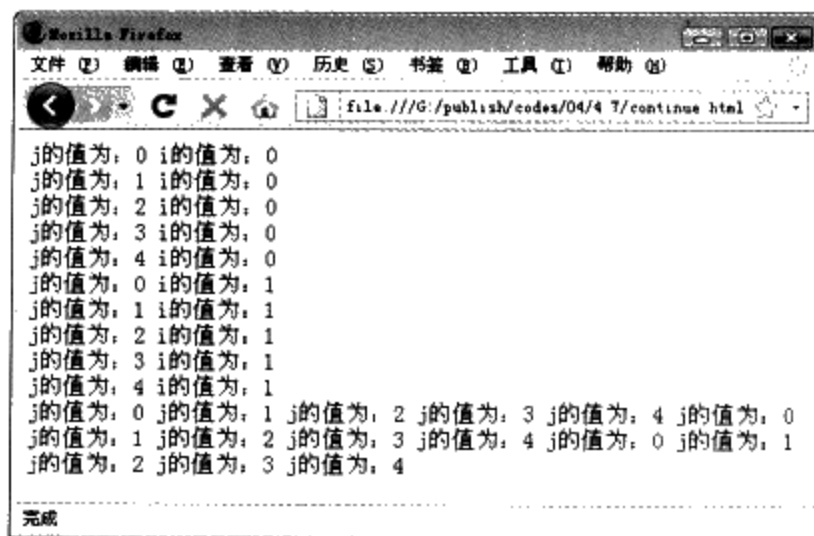 Mozilla Firefox
文件 (F) 编辑 (E) 查看 (V) 历史 (S) 书签 (B) 工具 (T) 帮助 (H)
file:///G:/publish/codes/04/4 7/continue html
j的值为: 0 i的值为: 0
j的值为: 1 i的值为: 0
j的值为: 2 i的值为: 0
j的值为: 3 i的值为: 0
j的值为: 4 i的值为: 0
j的值为: 0 i的值为: 1
j的值为: 1 i的值为: 1
j的值为: 2 i的值为: 1
j的值为: 3 i的值为: 1
j的值为: 4 i的值为: 1
j的值为: 0 j的值为: 1 j的值为: 2 j的值为: 3 j的值为: 4 j的值为: 0
j的值为: 1 j的值为: 2 j的值为: 3 j的值为: 4 j的值为: 0 j的值为: 1
j的值为: 2 j的值为: 3 j的值为: 4
完成